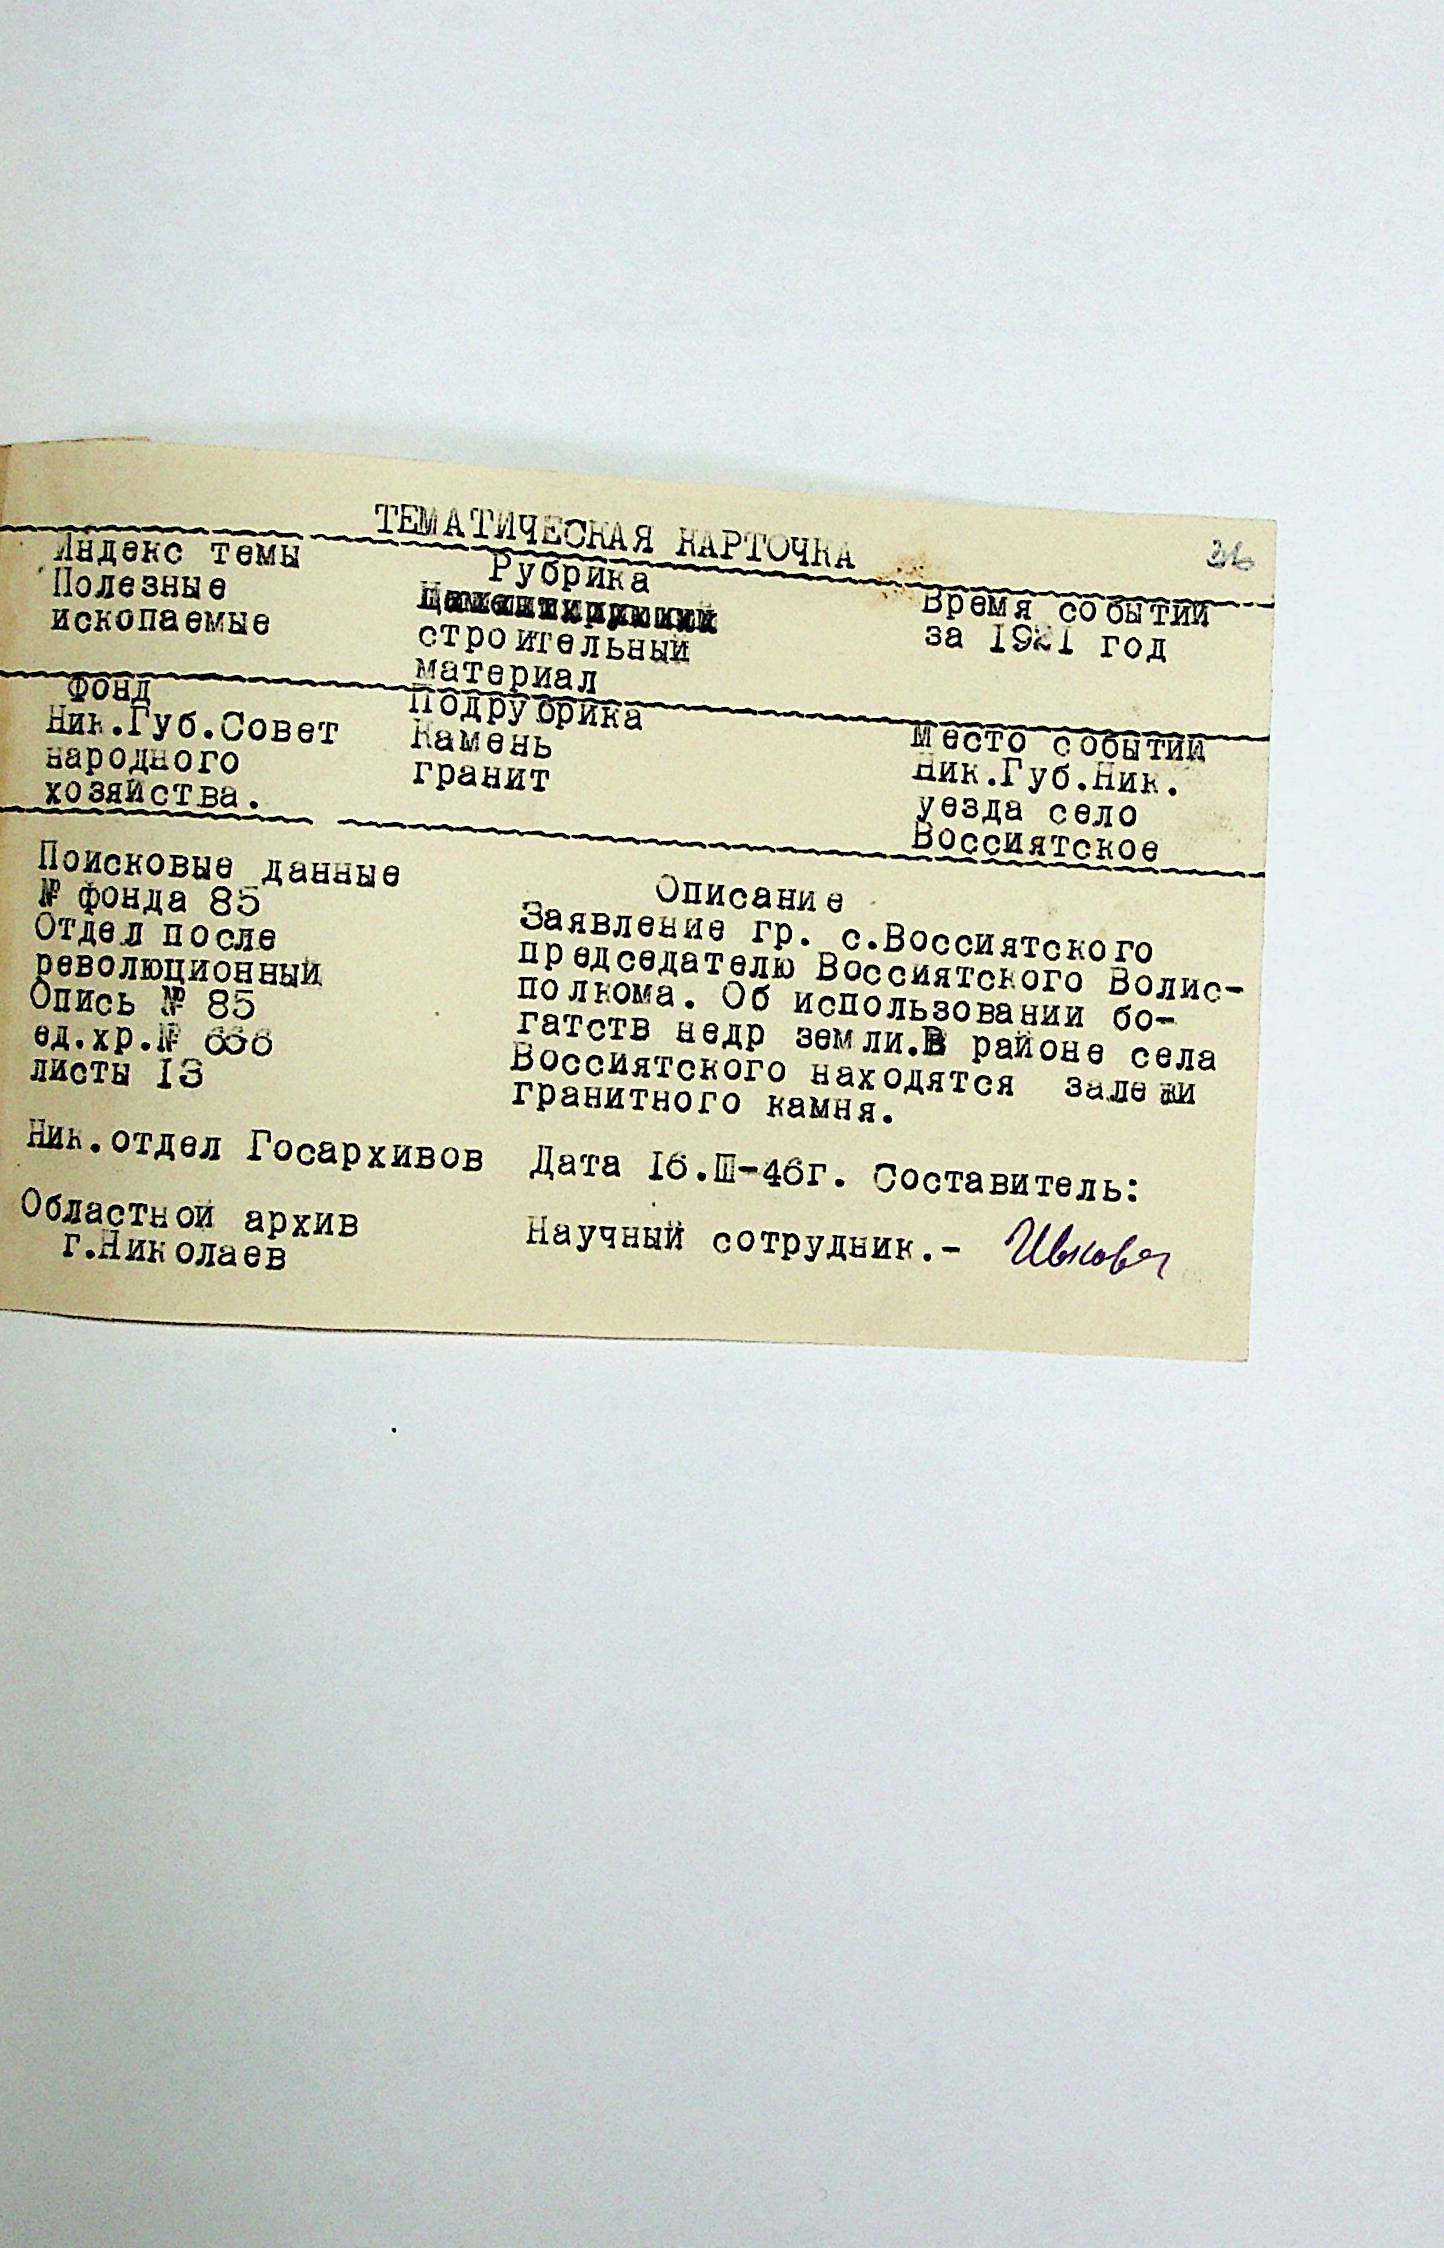 ТЕМАТИЧЕСКАЯ КАРТОЧКА
Индекс темы
Полезные
ископаемые
Рубрика
строительный
материал
Время событий
за 1921 год
Фонд
Ник.Губ.Совет
народного
хозяйства.
Подрубрика
Камень
гранит
Место событий
Ник.Губ.Ник.
уезда село
Воссиятское
Поисковые данные
№ фонда 85
Отдел после
революционный
Опись № 85
ед.хр.№
листы 13
Описание
Заявление гр. с.Воссиятского
председателю Воссиятского Волис-
полкома. Об использовании бо-
гатств недр земли.В районе села
Воссиятского находятся залежи
гранитного камня.
Ник.отдел Госархивов
Дата 16.III-46г. Составитель:
Областной архив
г.Николаев
Научный сотрудник.-